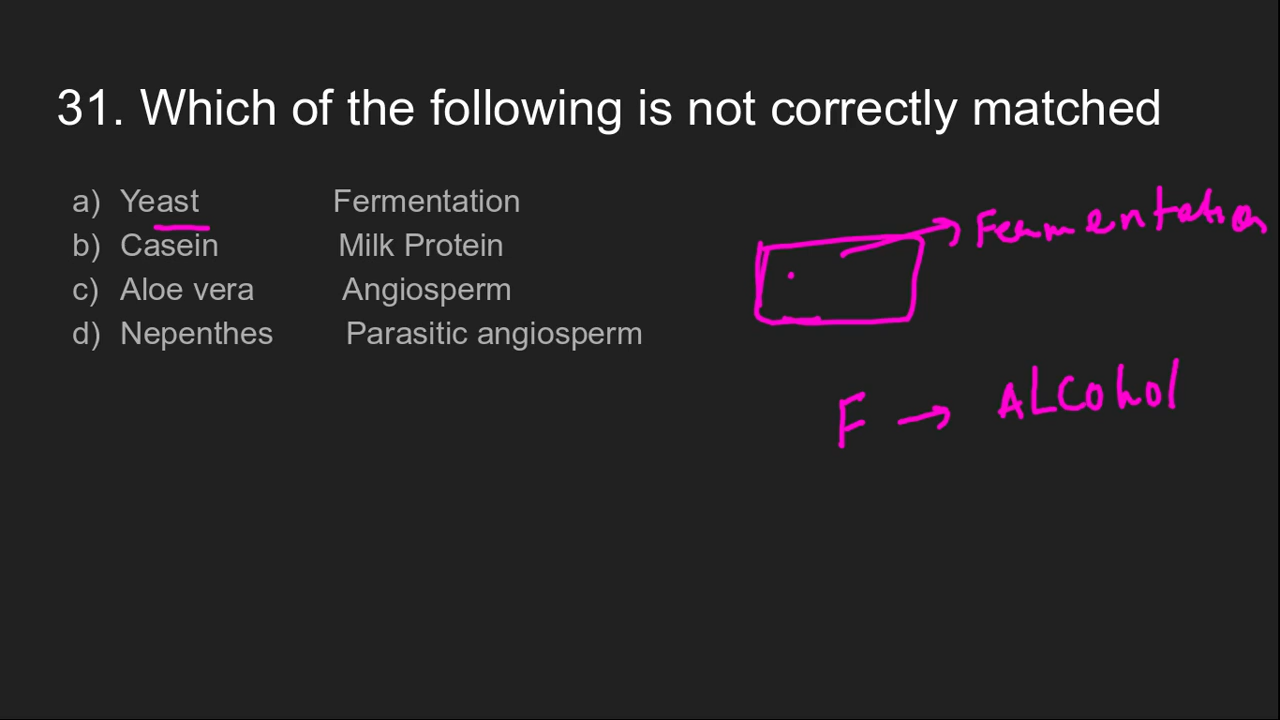 31. Which of the following is not correctly matched
a) Yeast Fermentation
b) Casein Milk Protein
c) Aloe vera Angiosperm
d) Nepenthes Parasitic angiosperm
Fermentation
F → ALCohol